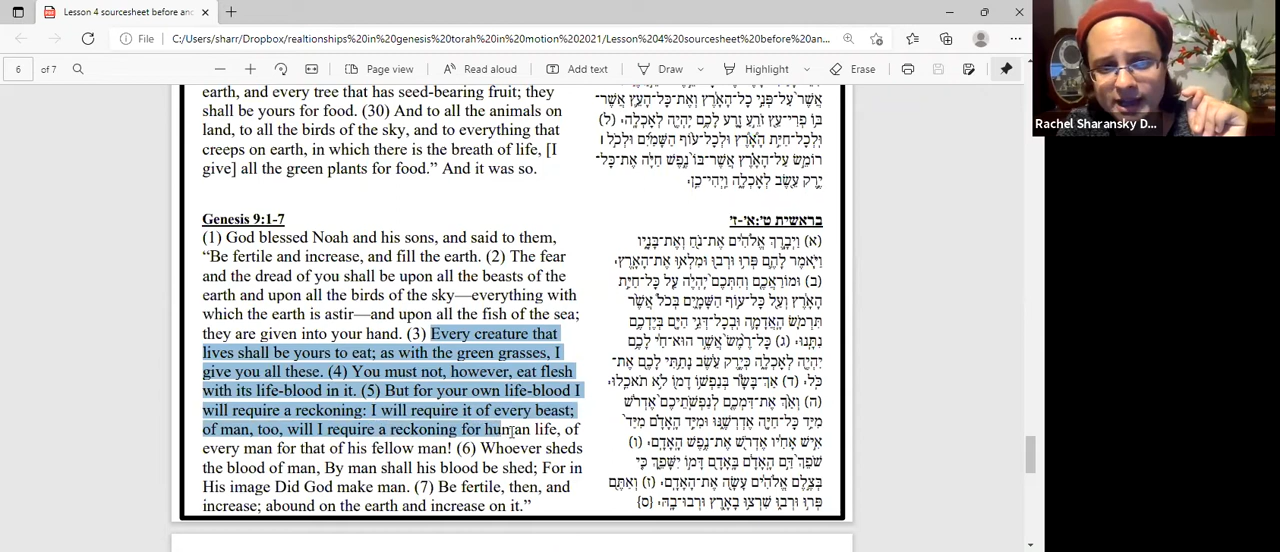 Lesson 4 sourcesheet before and
File
C:/Users/sharr/Dropbox/realtionships%20in%20genesis%20torah%20in%20motion%202021/Lesson%204%20sourcesheet%20before%20an...
6 of 7
Page view
Read aloud
Add text
Draw
Highlight
Erase
Rachel Sharansky D...
earth, and every tree that has seed-bearing fruit; they
shall be yours for food. (30) And to all the animals on
land, to all the birds of the sky, and to everything that
creeps on earth, in which there is the breath of life, [I
give] all the green plants for food.” And it was so.
אֲשֶׁר֙ עַל־פְּנֵ֣י כׇל־הָאָ֔רֶץ וְאֶת־כׇּל־הָעֵ֛ץ אֲשֶׁר־
בּ֥וֹ פְרִי־עֵ֖ץ זֹרֵ֣עַ זָ֑רַע לָכֶ֥ם יִֽהְיֶ֖ה לְאׇכְלָֽה׃ (ל)
וּֽלְכׇל־חַיַּ֣ת הָ֠אָ֠רֶץ וּלְכׇל־ע֨וֹף הַשָּׁמַ֜יִם וּלְכֹ֣ל ׀
רוֹמֵ֣שׂ עַל־הָאָ֗רֶץ אֲשֶׁר־בּוֹ֙ נֶ֣פֶשׁ חַיָּ֔ה אֶת־כׇּל־
יֶ֥רֶק עֵ֖שֶׂב לְאׇכְלָ֑ה וַֽיְהִי־כֵֽן׃
Genesis 9:1-7
(1) God blessed Noah and his sons, and said to them,
“Be fertile and increase, and fill the earth. (2) The fear
and the dread of you shall be upon all the beasts of the
earth and upon all the birds of the sky—everything with
which the earth is astir—and upon all the fish of the sea;
they are given into your hand. (3) Every creature that
lives shall be yours to eat; as with the green grasses, I
give you all these. (4) You must not, however, eat flesh
with its life-blood in it. (5) But for your own life-blood I
will require a reckoning: I will require it of every beast;
of man, too, will I require a reckoning for human life, of
every man for that of his fellow man! (6) Whoever sheds
the blood of man, By man shall his blood be shed; For in
His image Did God make man. (7) Be fertile, then, and
increase; abound on the earth and increase on it.”
בראשית ט׳:א׳-ז׳
(א) וַיְבָ֣רֶךְ אֱלֹהִ֔ים אֶת־נֹ֖חַ וְאֶת־בָּנָ֑יו
וַיֹּ֧אמֶר לָהֶ֛ם פְּר֥וּ וּרְב֖וּ וּמִלְא֥וּ אֶת־הָאָֽרֶץ׃
(ב) וּמוֹרַאֲכֶ֤ם וְחִתְּכֶם֙ יִֽהְיֶ֔ה עַ֚ל כׇּל־חַיַּ֣ת
הָאָ֔רֶץ וְעַ֖ל כׇּל־ע֣וֹף הַשָּׁמָ֑יִם בְּכֹל֩ אֲשֶׁ֨ר
תִּרְמֹ֧שׂ הָֽאֲדָמָ֛ה וּֽבְכׇל־דְּגֵ֥י הַיָּ֖ם בְּיֶדְכֶ֥ם
נִתָּֽנוּ׃ (ג) כׇּל־רֶ֙מֶשׂ֙ אֲשֶׁ֣ר הוּא־חַ֔י לָכֶ֥ם
יִהְיֶ֖ה לְאׇכְלָ֑ה כְּיֶ֣רֶק עֵ֔שֶׂב נָתַ֥תִּי לָכֶ֖ם אֶת־
כֹּֽל׃ (ד) אַךְ־בָּשָׂ֕ר בְּנַפְשׁ֥וֹ דָמ֖וֹ לֹ֥א תֹאכֵֽלוּ׃
(ה) וְאַ֨ךְ אֶת־דִּמְכֶ֤ם לְנַפְשֹֽׁתֵיכֶם֙ אֶדְרֹ֔שׁ
מִיַּ֥ד כׇּל־חַיָּ֖ה אֶדְרְשֶׁ֑נּוּ וּמִיַּ֣ד הָֽאָדָ֗ם מִיַּד֙
אִ֣ישׁ אָחִ֔יו אֶדְרֹ֖שׁ אֶת־נֶ֥פֶשׁ הָֽאָדָֽם׃ (ו)
שֹׁפֵךְ֙ דַּ֣ם הָֽאָדָ֔ם בָּֽאָדָ֖ם דָּמ֣וֹ יִשָּׁפֵ֑ךְ כִּ֚י
בְּצֶ֣לֶם אֱלֹהִ֔ים עָשָׂ֖ה אֶת־הָאָדָֽם׃ (ז) וְאַתֶּ֖ם
פְּר֣וּ וּרְב֑וּ שִׁרְצ֥וּ בָאָ֖רֶץ וּרְבוּ־בָֽהּ׃ {ס}